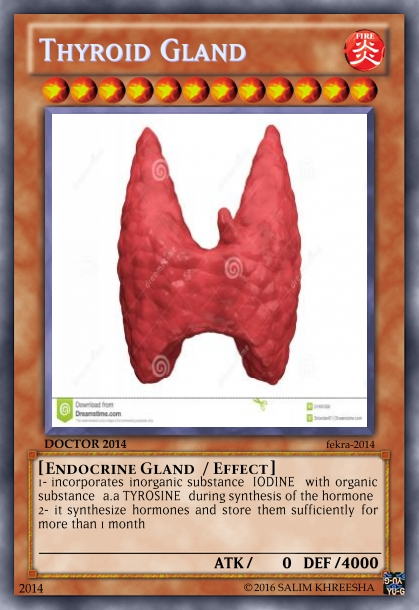 THYROID GLAND
FIRE
炎
Download from
Dreamstime.com
DOCTOR 2014
fekra-2014
[ENDOCRINE GLAND / EFFECT]
1- incorporates inorganic substance IODINE with organic
substance a.a TYROSINE during synthesis of the hormone
2- it synthesize hormones and store them sufficiently for
more than 1 month
ATK / 0 DEF /4000
2014
©2016 SALIM KHREESHA